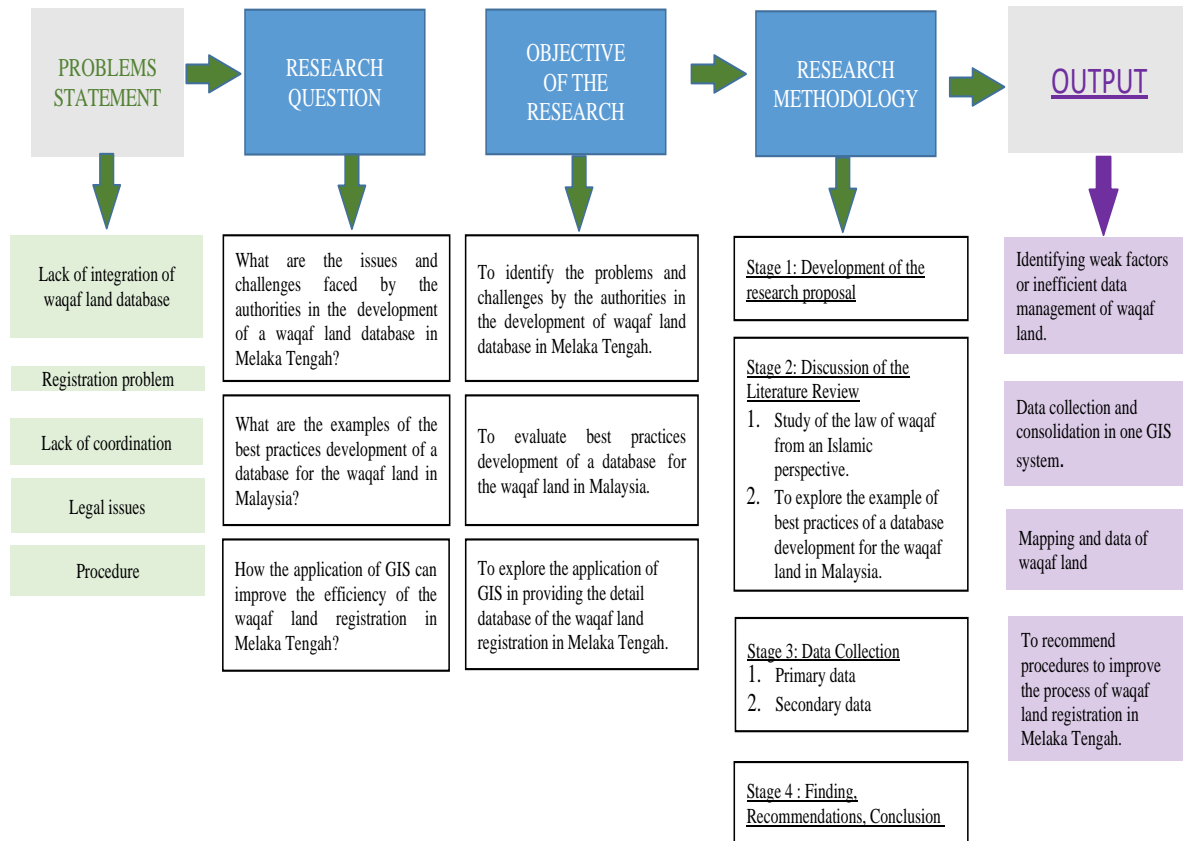 PROBLEMS
STATEMENT
RESEARCH
QUESTION
OBJECTIVE
OF THE
RESEARCH
RESEARCH
METHODOLOGY
OUTPUT
Lack of integration of
waqaf land database
Registration problem
Lack of coordination
Legal issues
Procedure
What are the issues and
challenges faced by the
authorities in the development
of a waqaf land database in
Melaka Tengah?
What are the examples of the
best practices development of a
database for the waqaf land in
Malaysia?
How the application of GIS can
improve the efficiency of the
waqaf land registration in
Melaka Tengah?
To identify the problems and
challenges by the authorities in
the development of waqaf land
database in Melaka Tengah.
To evaluate best practices
development of a database for
the waqaf land in Malaysia.
To explore the application of
GIS in providing the detail
database of the waqaf land
registration in Melaka Tengah.
Stage 1: Development of the
research proposal
Stage 2: Discussion of the
Literature Review
1. Study of the law of waqaf
from an Islamic
perspective.
2. To explore the example of
best practices of a database
development for the waqaf
land in Malaysia.
Stage 3: Data Collection
1. Primary data
2. Secondary data
Stage 4 : Finding,
Recommendations, Conclusion
Identifying weak factors
or inefficient data
management of waqaf
land.
Data collection and
consolidation in one GIS
system.
Mapping and data of
waqaf land
To recommend
procedures to improve
the process of waqaf
land registration in
Melaka Tengah.